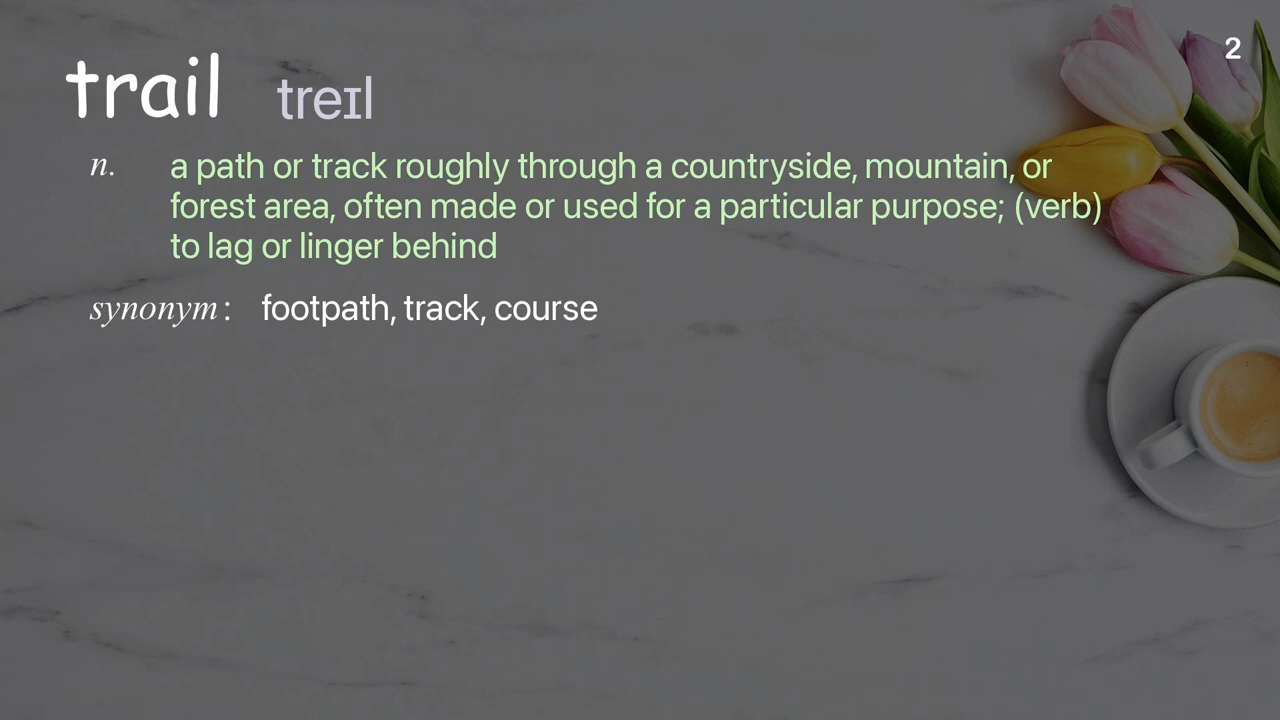 2
trail treɪl
n. a path or track roughly through a countryside, mountain, or
forest area, often made or used for a particular purpose; (verb)
to lag or linger behind
synonym : footpath, track, course